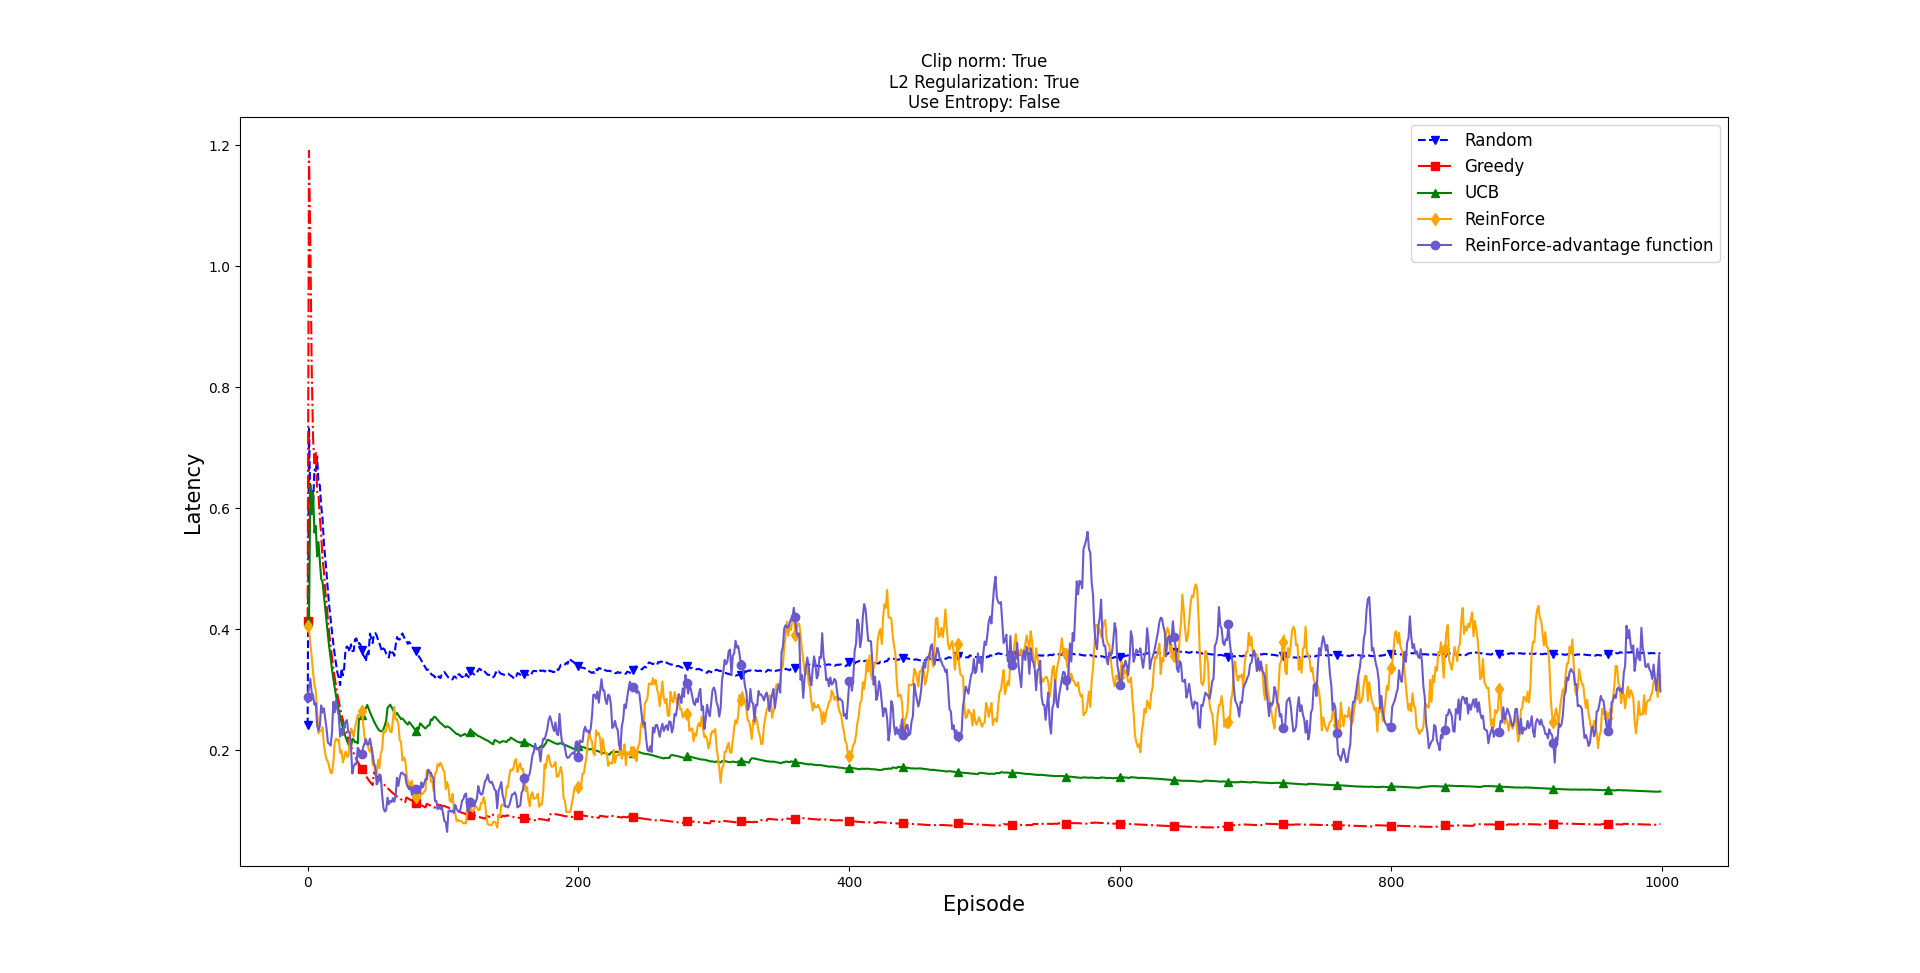 Clip norm: True
L2 Regularization: True
Use Entropy: False
Random
Greedy
UCB
ReinForce
ReinForce-advantage function
Latency
1.2
1.0
0.8
0.6
0.4
0.2
0 200 400 600 800 1000
Episode